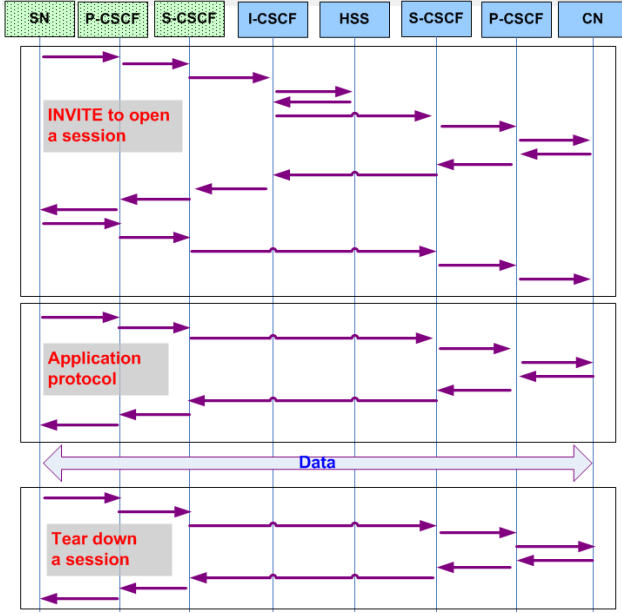 SN P-CSCF S-CSCF I-CSCF HSS S-CSCF P-CSCF CN
INVITE to open
a session
Application
protocol
Data
Tear down
a session